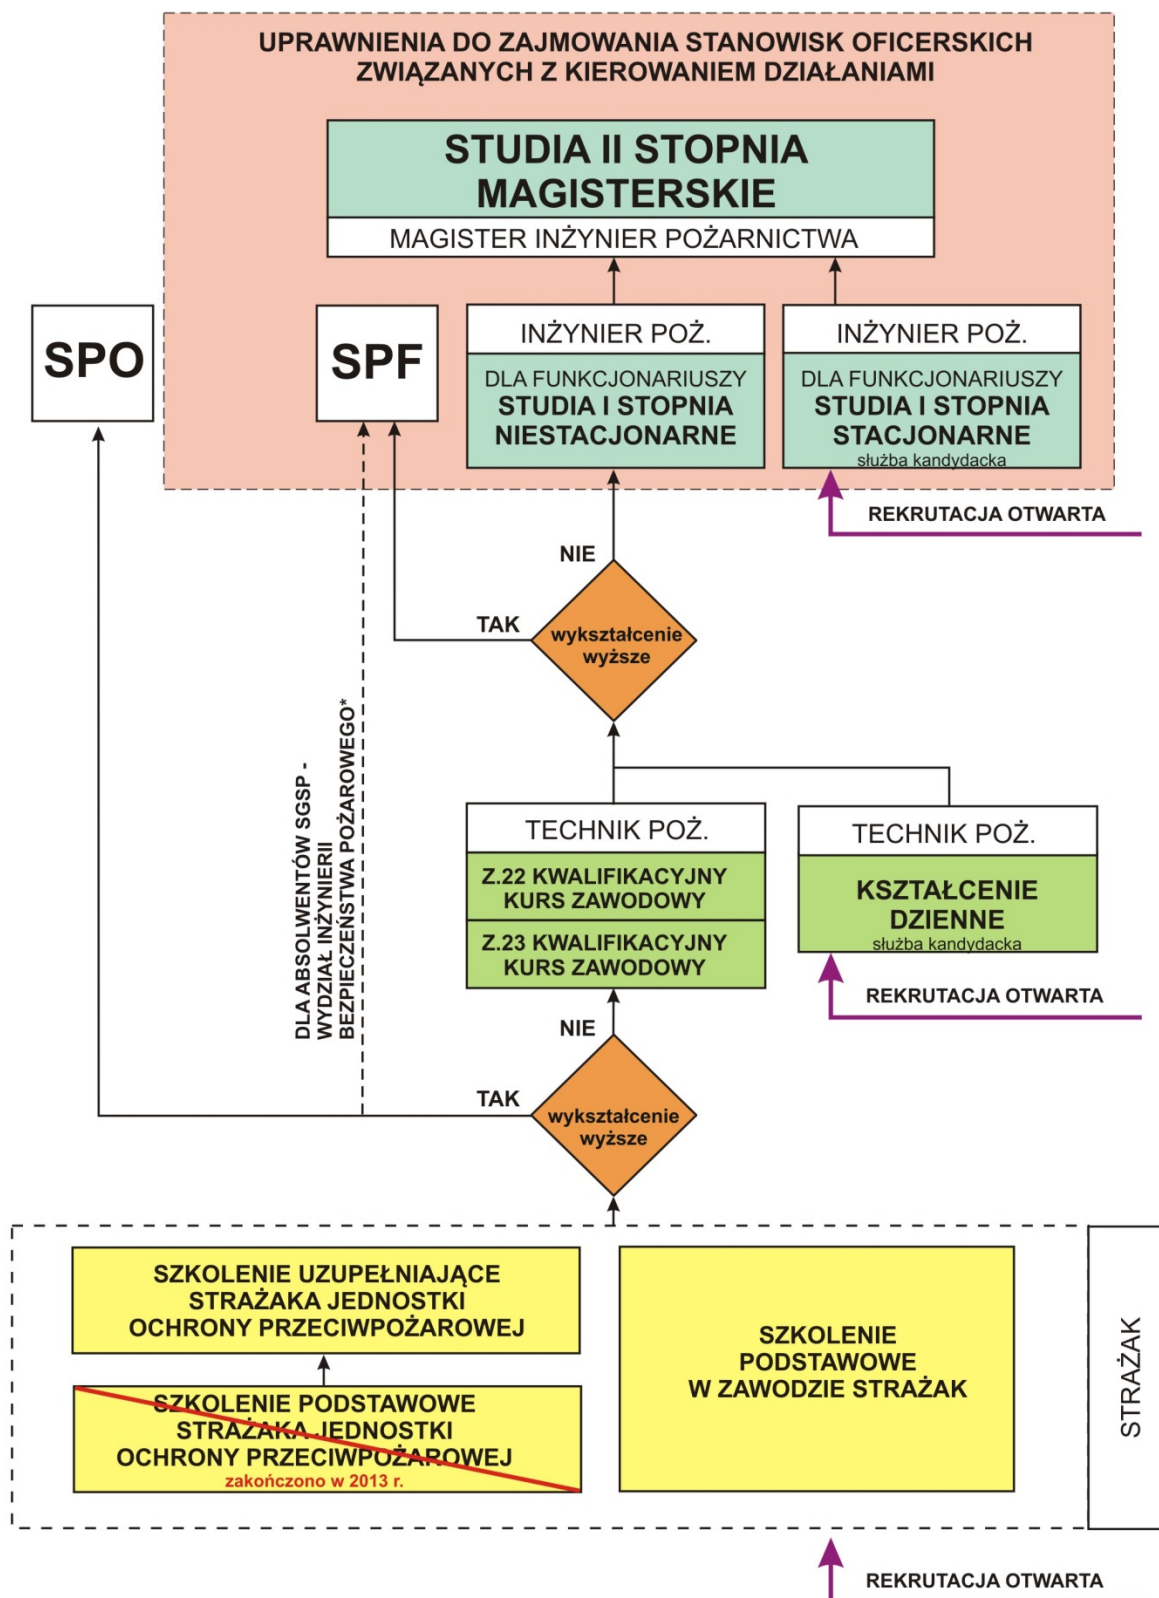 UPRAWNIENIA DO ZAJMOWANIA STANOWISK OFICERSKICH
ZWIĄZANYCH Z KIEROWANIEM DZIAŁANIAMI
STUDIA II STOPNIA
MAGISTERSKIE
MAGISTER INŻYNIER POŻARNICTWA
SPO
SPF
INŻYNIER POŻ.
DLA FUNKCJONARIUSZY
STUDIA I STOPNIA
NIESTACJONARNE
INŻYNIER POŻ.
DLA FUNKCJONARIUSZY
STUDIA I STOPNIA
STACJONARNE
służba kandydacka
REKRUTACJA OTWARTA
NIE
TAK
wykształcenie
wyższe
DLA ABSOLWENTÓW SGSP -
WYDZIAŁ INŻYNIERII
BEZPIECZEŃSTWA POŻAROWEGO*
TECHNIK POŻ.
Z.22 KWALIFIKACYJNY
KURS ZAWODOWY
Z.23 KWALIFIKACYJNY
KURS ZAWODOWY
TECHNIK POŻ.
KSZTAŁCENIE
DZIENNE
służba kandydacka
REKRUTACJA OTWARTA
NIE
TAK
wykształcenie
wyższe
SZKOLENIE UZUPEŁNIAJĄCE
STRAŻAKA JEDNOSTKI
OCHRONY PRZECIWPOŻAROWEJ
SZKOLENIE PODSTAWOWE
STRAŻAKA JEDNOSTKI
OCHRONY PRZECIWPOŻAROWEJ
zakończono w 2013 r.
SZKOLENIE
PODSTAWOWE
W ZAWODZIE STRAŻAK
STRAŻAK
REKRUTACJA OTWARTA